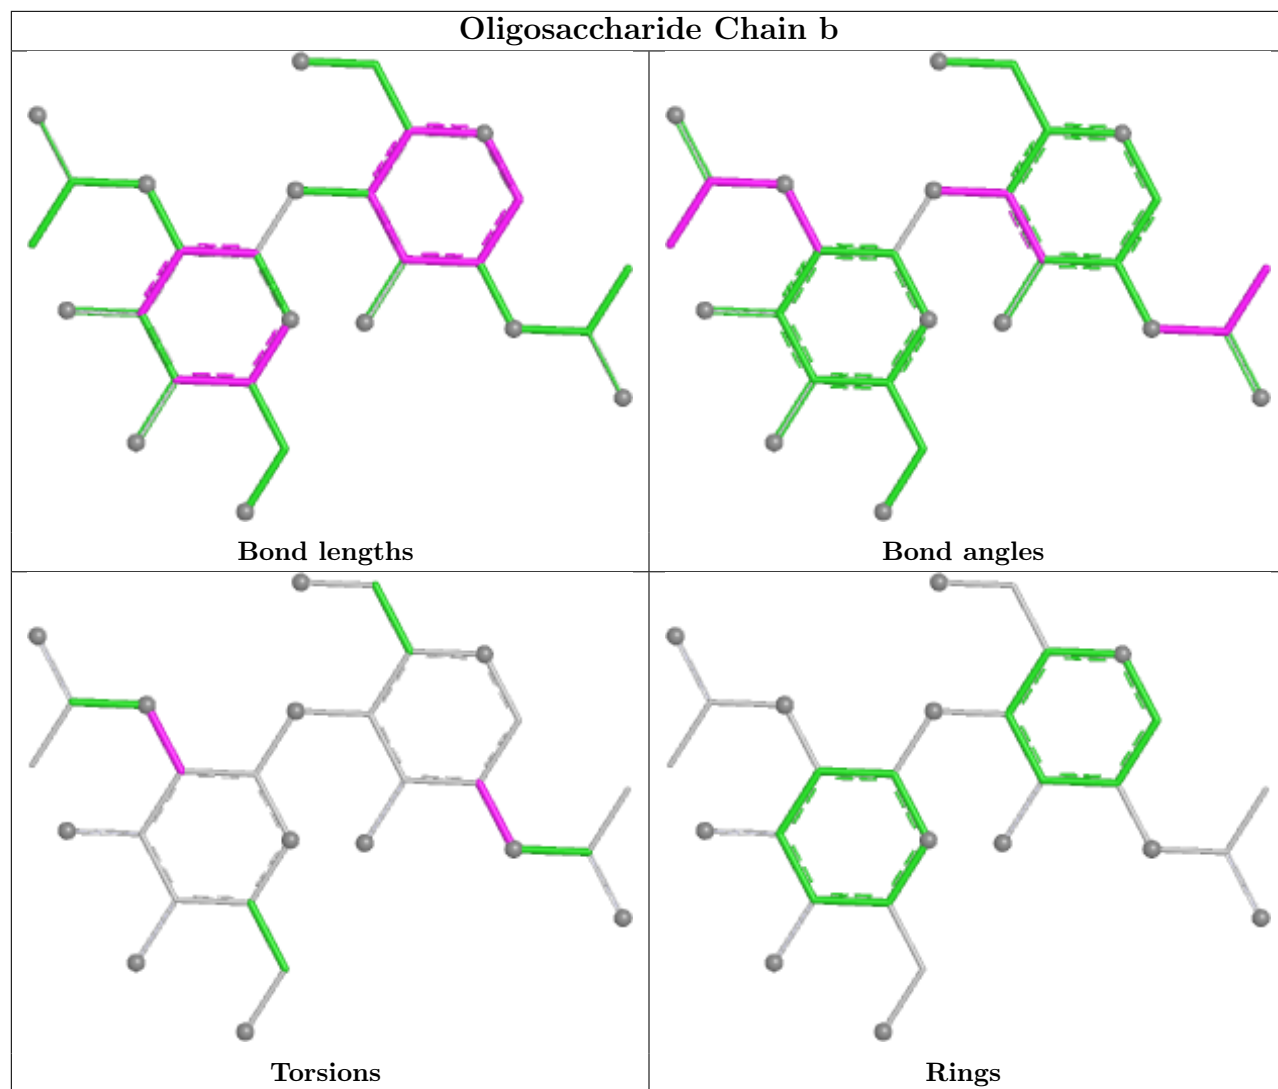 Oligosaccharide Chain b
Bond lengths
Bond angles
Torsions
Rings